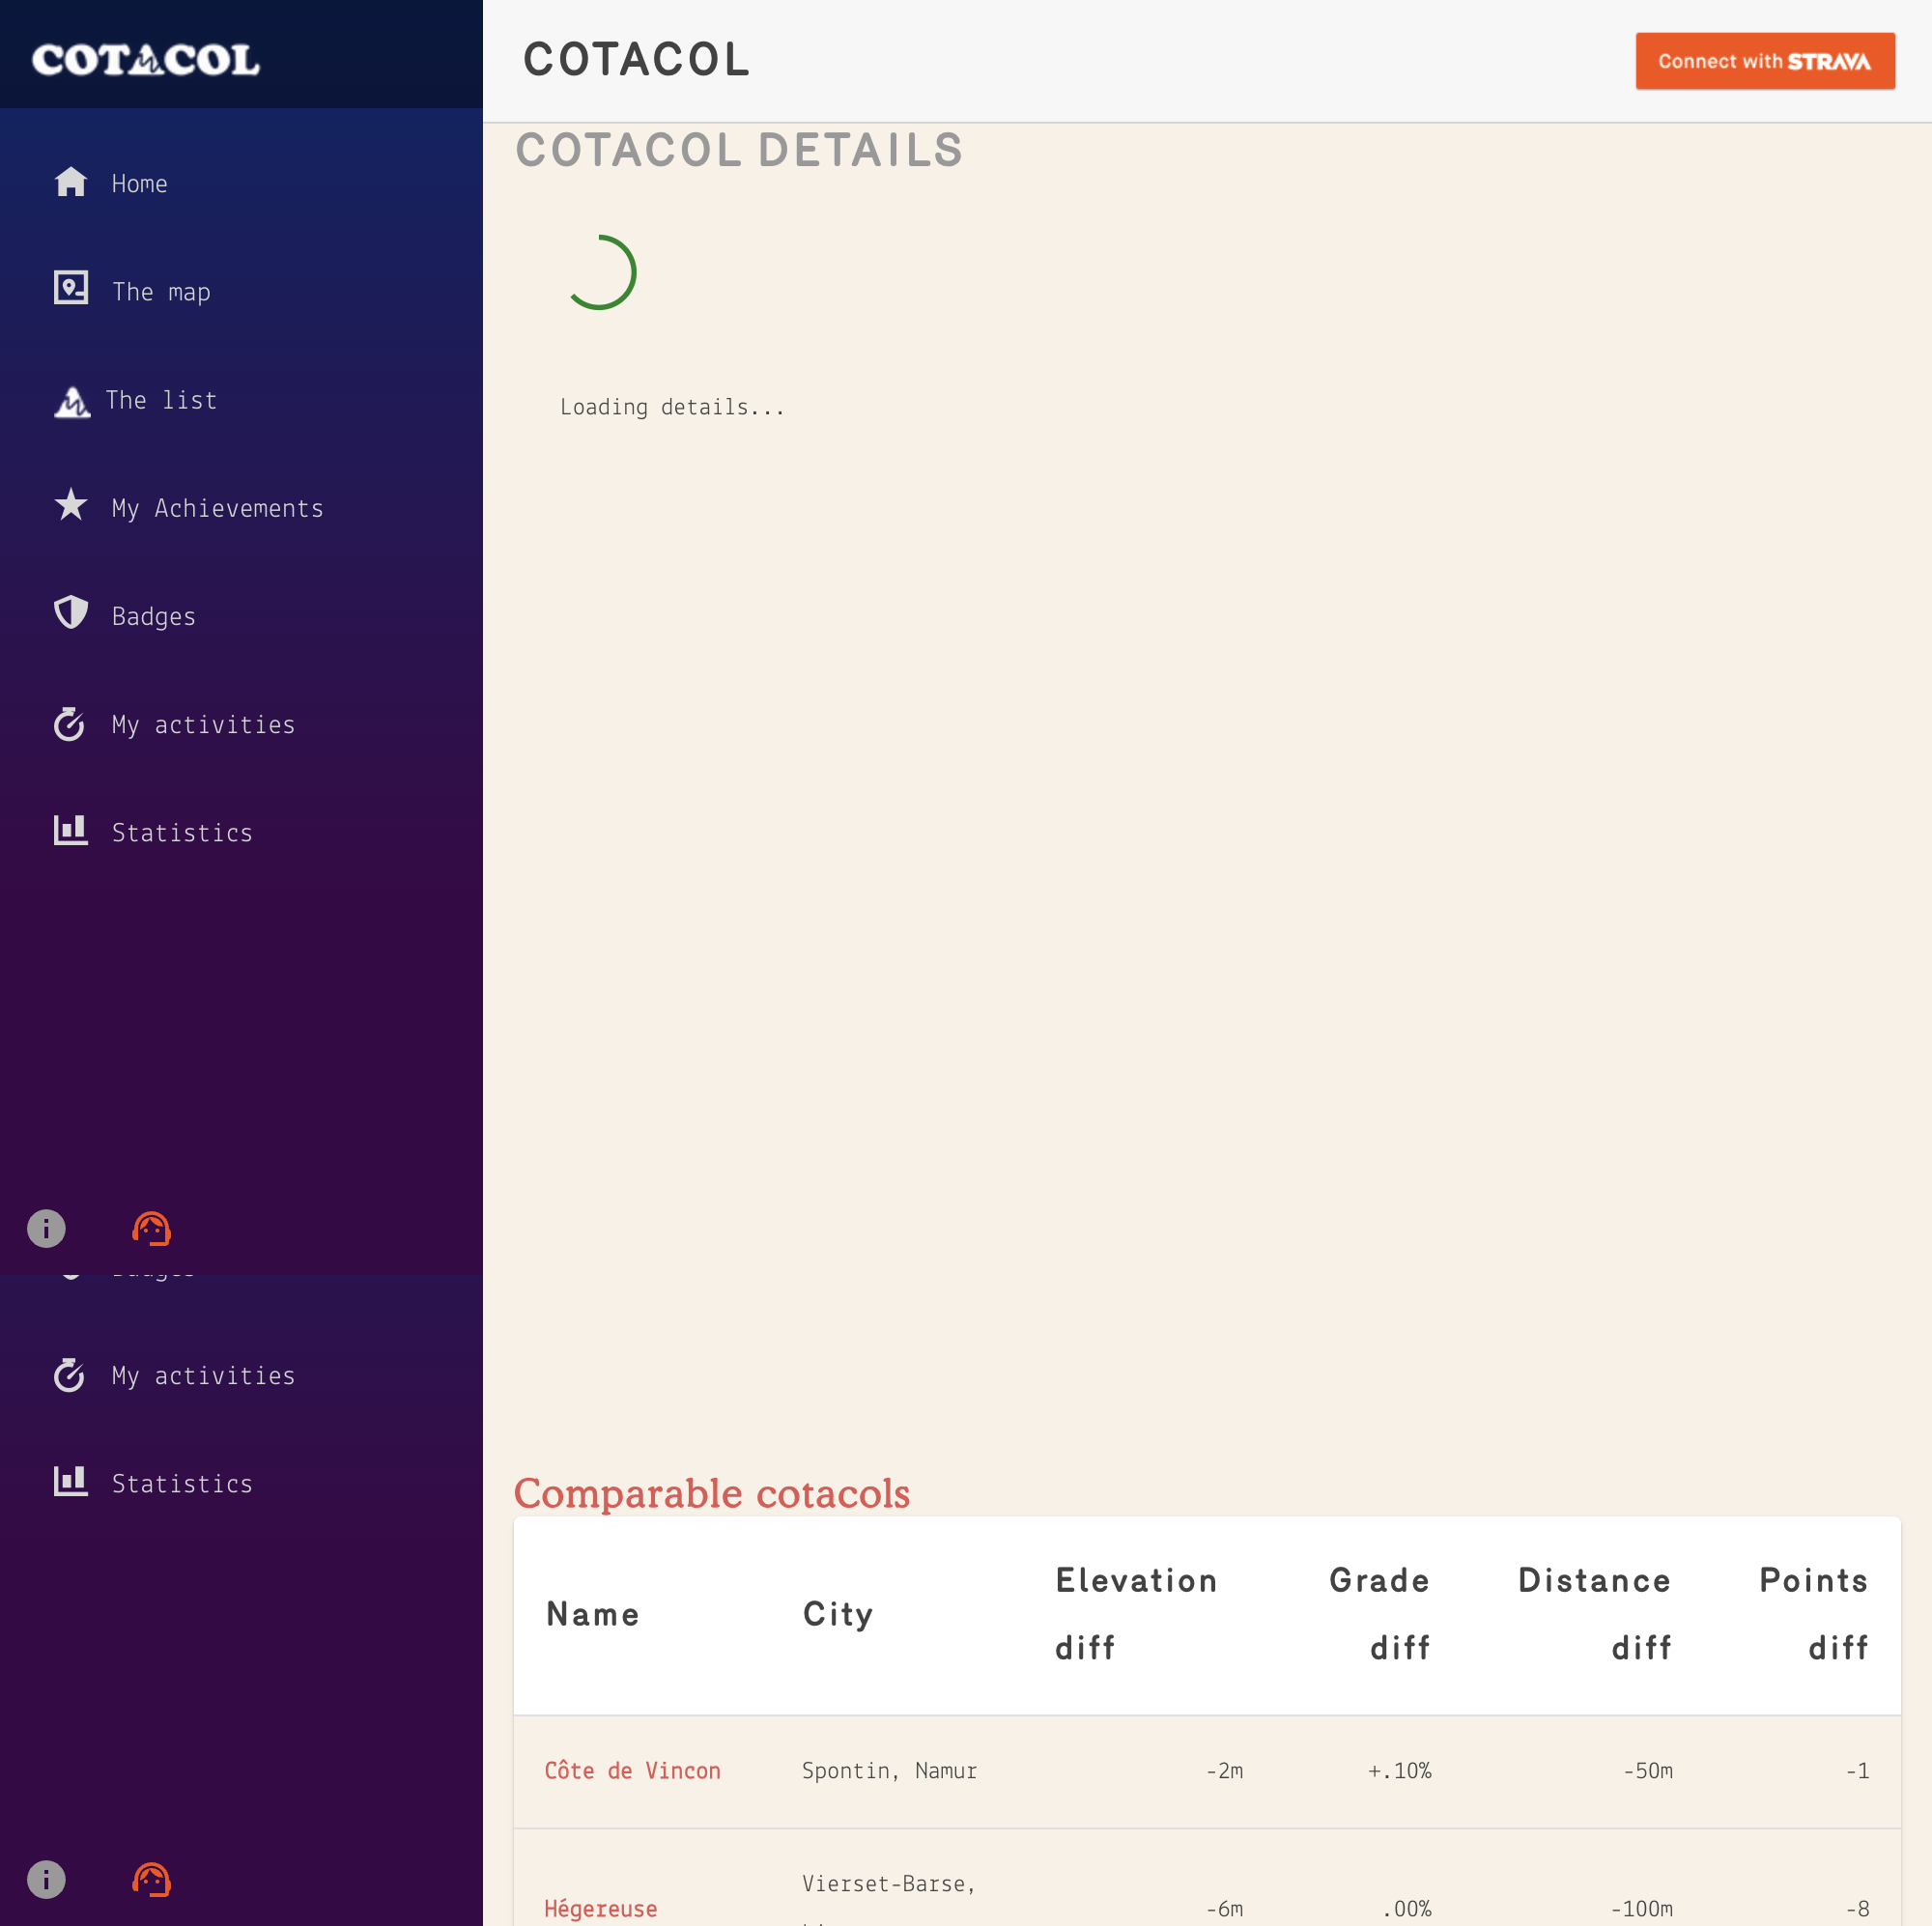 COTACOL
Home
The map
The list
My Achievements
Badges
My activities
Statistics
My activities
Statistics
COTACOL
Connect with STRAVA
COTACOL DETAILS
Loading details...
Comparable cotacols
Name City Elevation diff Grade diff Distance diff Points diff
Côte de Vincon Spontin, Namur -2m +.10% -50m -1
Hégereuse Vierset-Barse, -6m .00% -100m -8